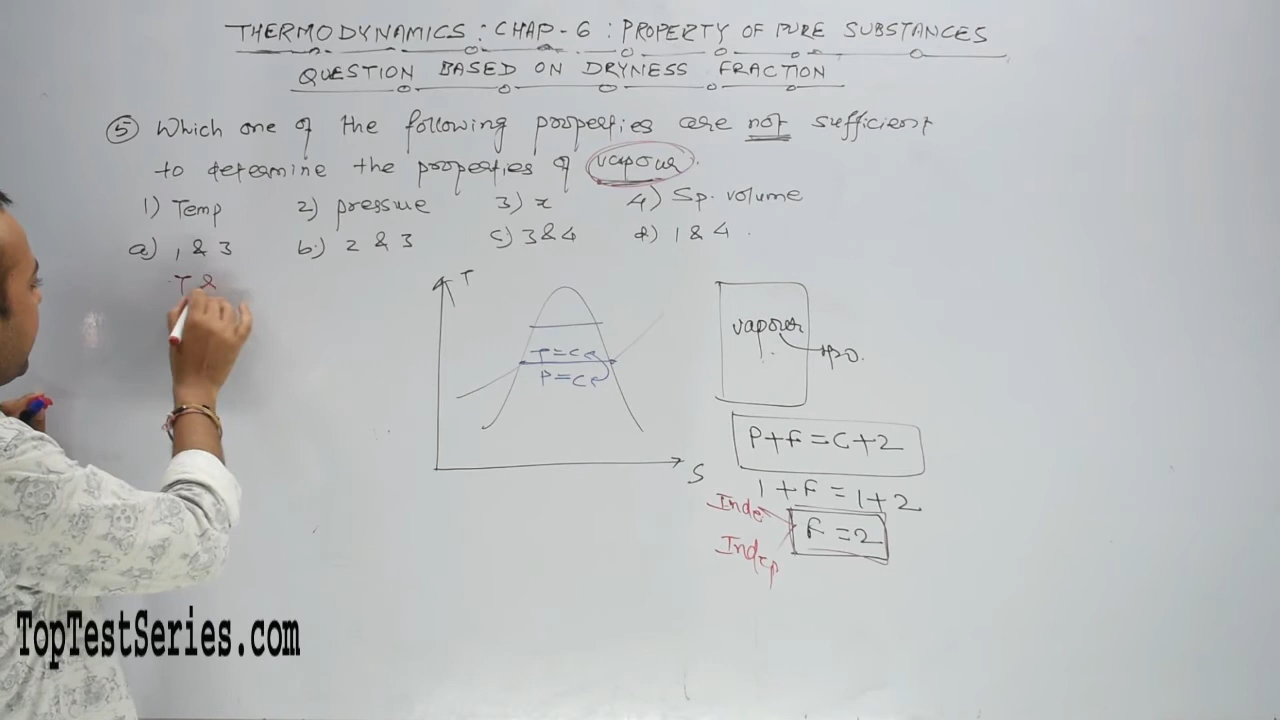 THERMODYNAMICS : CHAP-6 : PROPERTY OF PURE SUBSTANCES
QUESTION BASED ON DRYNESS FRACTION
⑤ Which one of the following properties are not sufficient
to determine the properties of vapour.
1) Temp 2) pressure 3) x 4) Sp. volume
a) 1 & 3 b) 2 & 3 c) 3 & 4 d) 1 & 4.
T &
T
T = C
P = C
S
vapour
H2O.
P + F = C + 2
1 + F = 1 + 2
F = 2
Inde
Indep
TopTestSeries.com